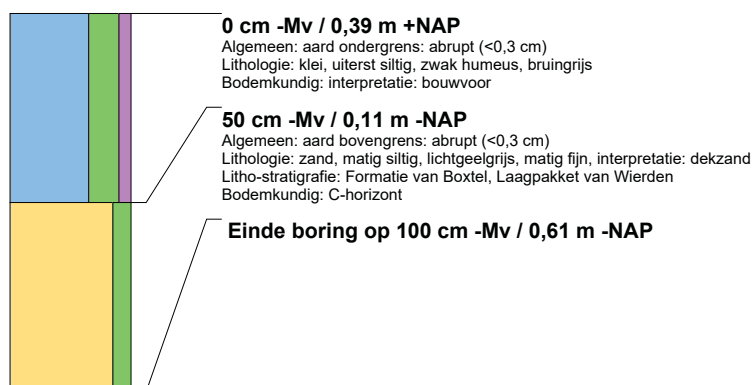 0 cm -Mv / 0,39 m +NAP
Algemeen: aard ondergrens: abrupt (<0,3 cm)
Lithologie: klei, uiterst siltig, zwak humeus, bruingrijs
Bodemkundig: interpretatie: bouwvoor
50 cm -Mv / 0,11 m -NAP
Algemeen: aard bovengrens: abrupt (<0,3 cm)
Lithologie: zand, matig siltig, lichtgeelgrijs, matig fijn, interpretatie: dekzand
Litho-stratigrafie: Formatie van Boxtel, Laagpakket van Wierden
Bodemkundig: C-horizont
Einde boring op 100 cm -Mv / 0,61 m -NAP